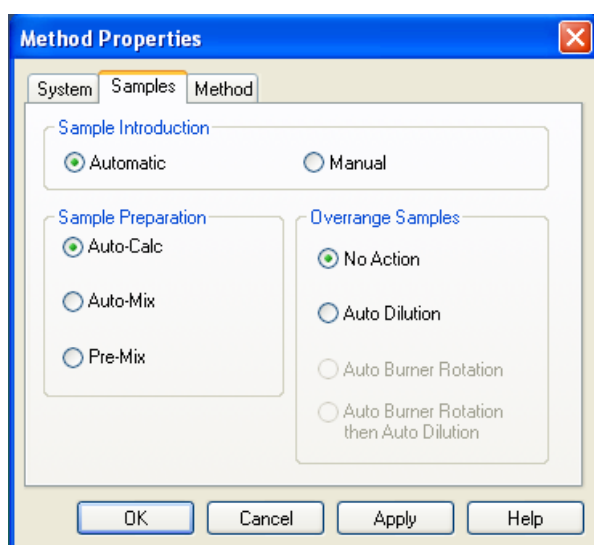 Method Properties
System Samples Method
Sample Introduction
Automatic Manual
Sample Preparation
Auto-Calc
Auto-Mix
Pre-Mix
Overrange Samples
No Action
Auto Dilution
Auto Burner Rotation
Auto Burner Rotation
then Auto Dilution
OK Cancel Apply Help